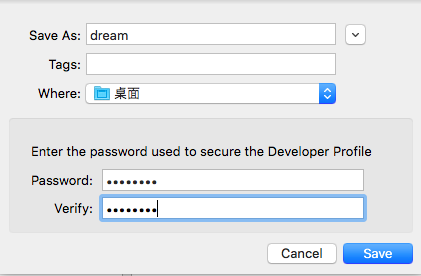 Save As: dream
Tags:
Where: 桌面
Enter the password used to secure the Developer Profile
Password: ••••••••
Verify: ••••••••
Cancel Save